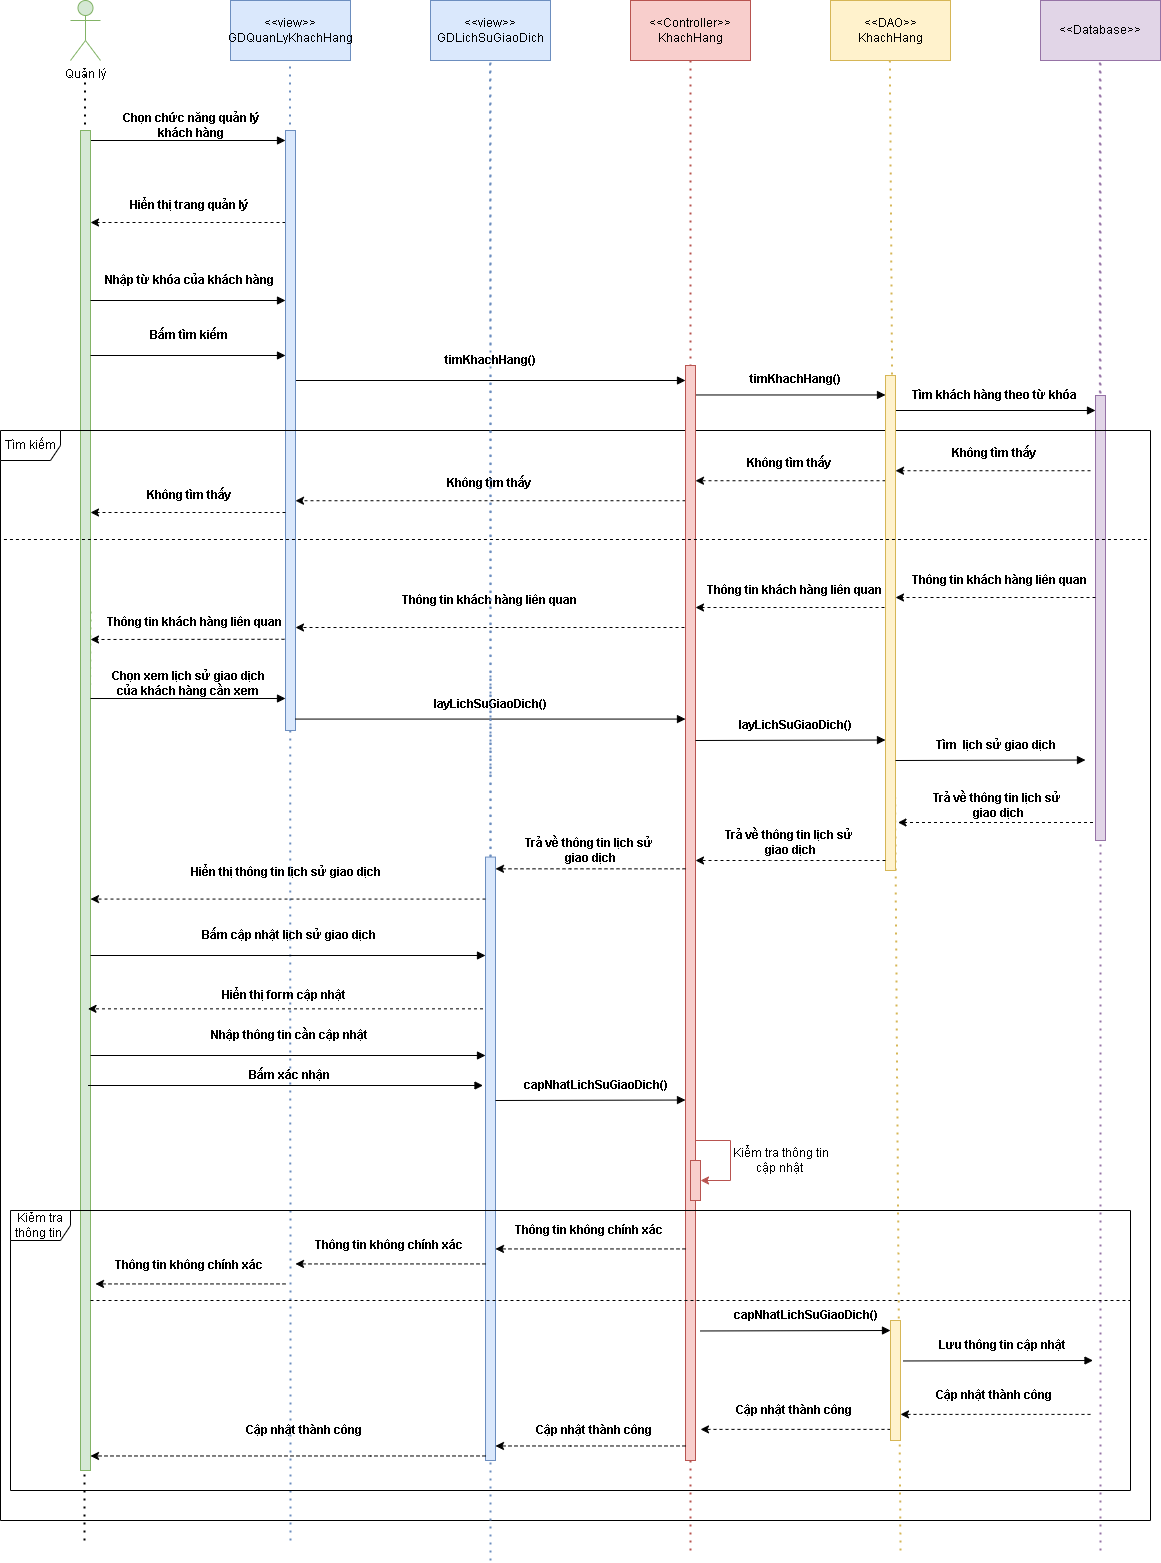 Quản lý
<<view>>
GDQuanLyKhachHang
<<view>>
GDLichSuGiaoDich
<<Controller>>
KhachHang
<<DAO>>
KhachHang
<<Database>>
Chọn chức năng quản lý
khách hàng
Hiển thị trang quản lý
Nhập từ khóa của khách hàng
Bấm tìm kiếm
timKhachHang()
timKhachHang()
Tìm khách hàng theo từ khóa
Tìm kiếm
Không tìm thấy
Không tìm thấy
Không tìm thấy
Không tìm thấy
Thông tin khách hàng liên quan
Thông tin khách hàng liên quan
Thông tin khách hàng liên quan
Thông tin khách hàng liên quan
Chọn xem lịch sử giao dịch
của khách hàng cần xem
layLichSuGiaoDich()
layLichSuGiaoDich()
Tìm lịch sử giao dịch
Trả về thông tin lịch sử
giao dịch
Trả về thông tin lịch sử
giao dịch
Trả về thông tin lịch sử
giao dịch
Hiển thị thông tin lịch sử giao dịch
Bấm cập nhật lịch sử giao dịch
Hiển thị form cập nhật
Nhập thông tin cần cập nhật
Bấm xác nhận
capNhatLichSuGiaoDich()
Kiểm tra thông tin
cập nhật
Kiểm tra
thông tin
Thông tin không chính xác
Thông tin không chính xác
Thông tin không chính xác
capNhatLichSuGiaoDich()
Lưu thông tin cập nhật
Cập nhật thành công
Cập nhật thành công
Cập nhật thành công
Cập nhật thành công